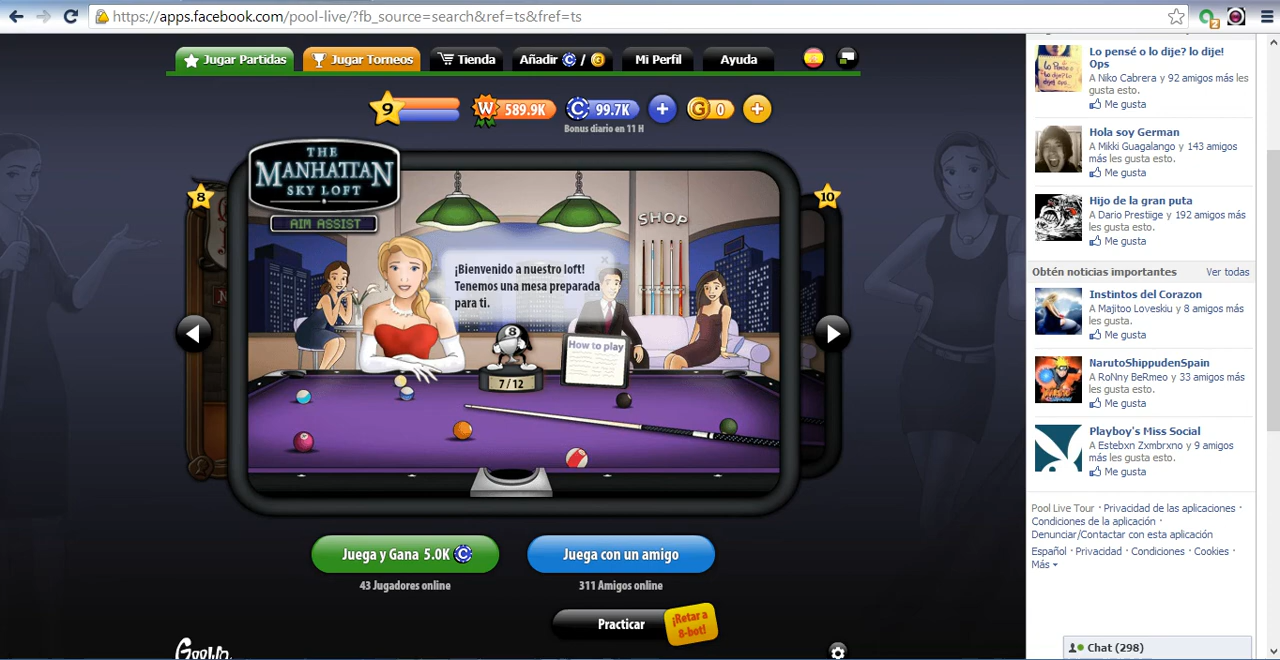 https://apps.facebook.com/pool-live/?fb_source=search&ref=ts&fref=ts
2
Jugar Partidas
Jugar Torneos
Tienda
Añadir C / G
Mi Perfil
Ayuda
9
W 589.9K
C 99.7K
+
G 0
+
Bonus diario en 11 H
THE
MANHATTAN
SKY LOFT
AIM ASSIST
8
10
SHOP
¡Bienvenido a nuestro loft!
Tenemos una mesa preparada
para ti.
x
8
How to play
7 / 12
Juega y Gana 5.0K C
Juega con un amigo
43 Jugadores online
311 Amigos online
Practicar
¡Retar a
8-bot!
Lo pensé o lo dije? lo dije!
Ops
A Niko Cabrera y 92 amigos más les
gusta esto.
Me gusta
Hola soy German
A Mikki Guagalango y 143 amigos
más les gusta esto.
Me gusta
Hijo de la gran puta
A Dario Prestiige y 192 amigos más
les gusta esto.
Me gusta
Obtén noticias importantes
Ver todas
Instintos del Corazon
A Majitoo Loveskiu y 8 amigos más
les gusta.
Me gusta
NarutoShippudenSpain
A RoNny BeRmeo y 33 amigos más
les gusta esto.
Me gusta
Playboy's Miss Social
A Estebxn Zxmbrxno y 9 amigos
más les gusta esto.
Me gusta
Pool Live Tour · Privacidad de las aplicaciones ·
Condiciones de la aplicación ·
Denunciar/Contactar con esta aplicación
Español · Privacidad · Condiciones · Cookies ·
Más
Chat (298)